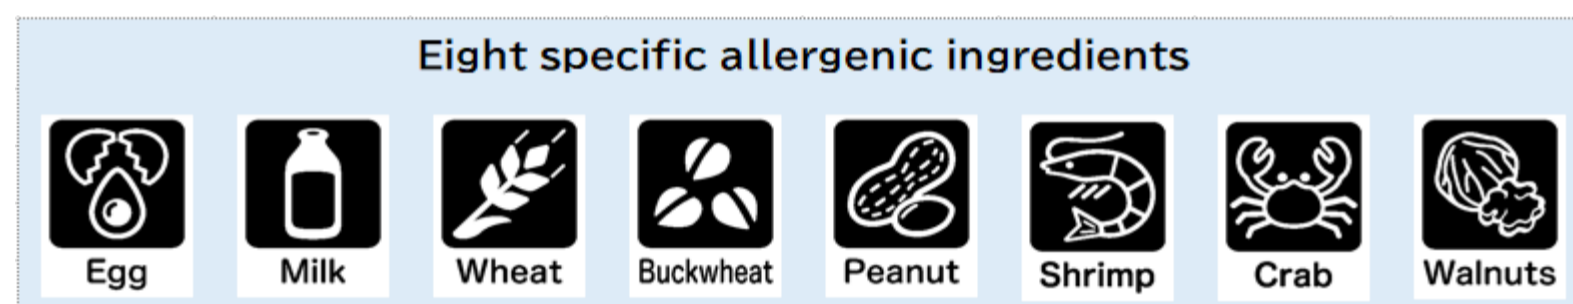 Eight specific allergenic ingredients
Egg Milk Wheat Buckwheat Peanut Shrimp Crab Walnuts